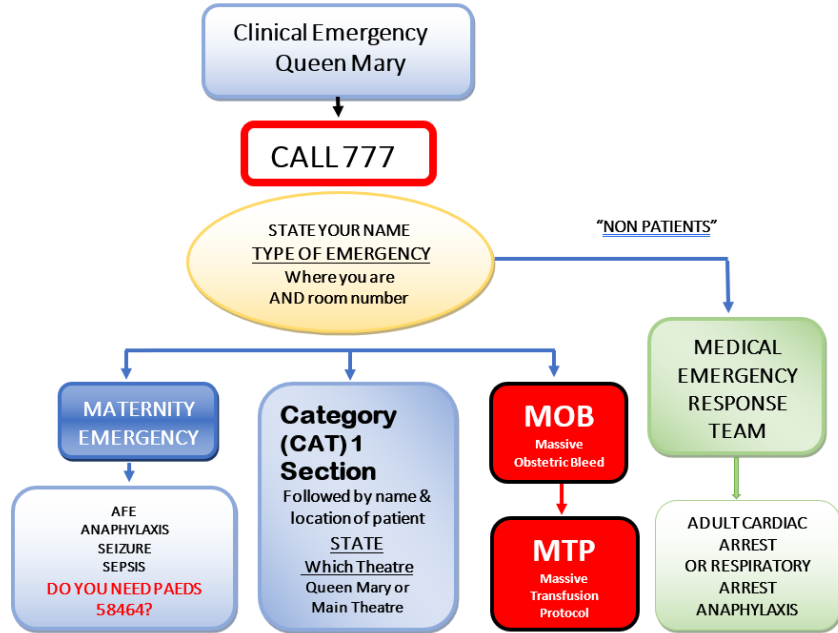 Clinical Emergency
Queen Mary
CALL 777
STATE YOUR NAME
TYPE OF EMERGENCY
Where you are
AND room number
“NON PATIENTS”
MATERNITY
EMERGENCY
Category
(CAT) 1
Section
Followed by name &
location of patient
STATE
Which Theatre
Queen Mary or
Main Theatre
MOB
Massive
Obstetric Bleed
MEDICAL
EMERGENCY
RESPONSE
TEAM
AFE
ANAPHYLAXIS
SEIZURE
SEPSIS
DO YOU NEED PAEDS
58464?
MTP
Massive
Transfusion
Protocol
ADULT CARDIAC
ARREST
OR RESPIRATORY
ARREST
ANAPHYLAXIS